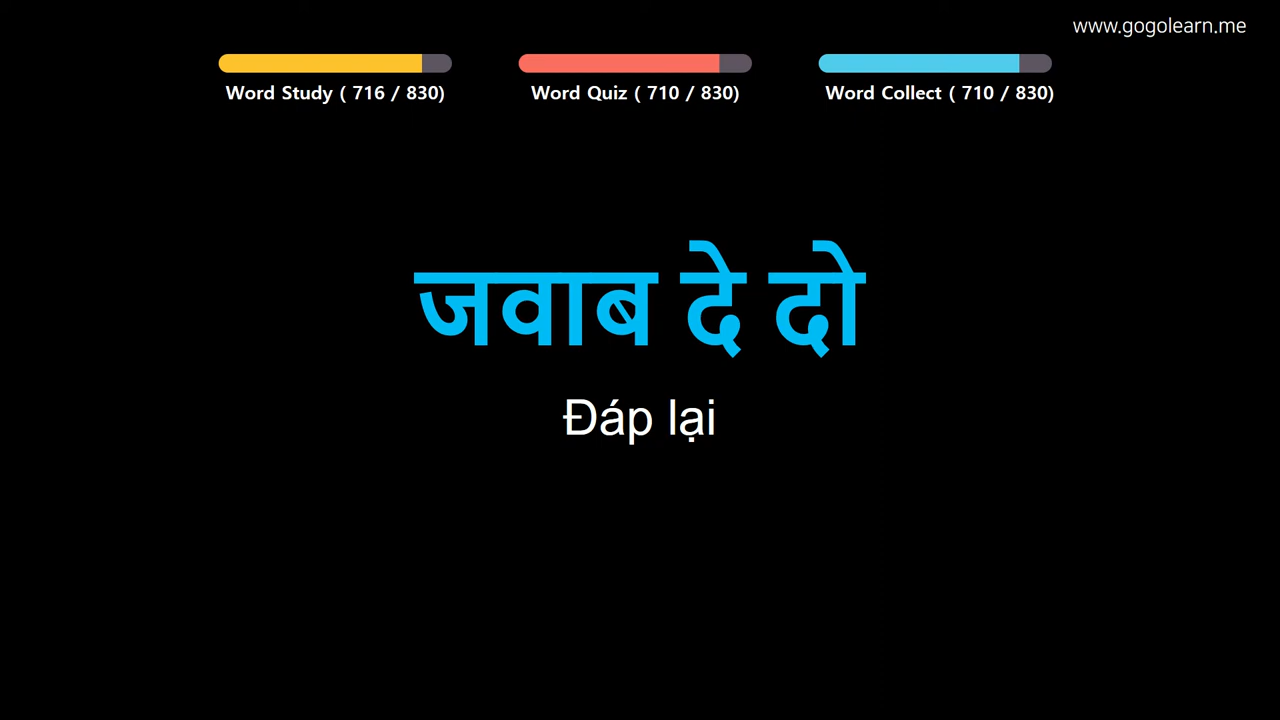 www.gogolearn.me
Word Study ( 716 / 830)
Word Quiz ( 710 / 830)
Word Collect ( 710 / 830)
जवाब दे दो
Đáp lại